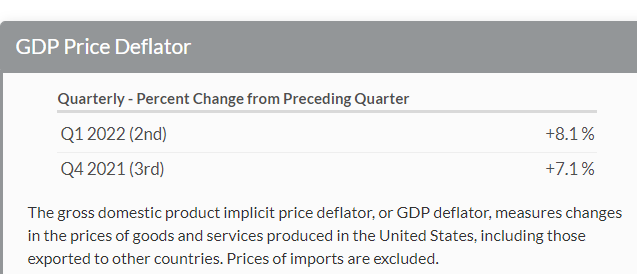 GDP Price Deflator
Quarterly - Percent Change from Preceding Quarter
Q1 2022 (2nd) +8.1 %
Q4 2021 (3rd) +7.1 %
The gross domestic product implicit price deflator, or GDP deflator, measures changes
in the prices of goods and services produced in the United States, including those
exported to other countries. Prices of imports are excluded.